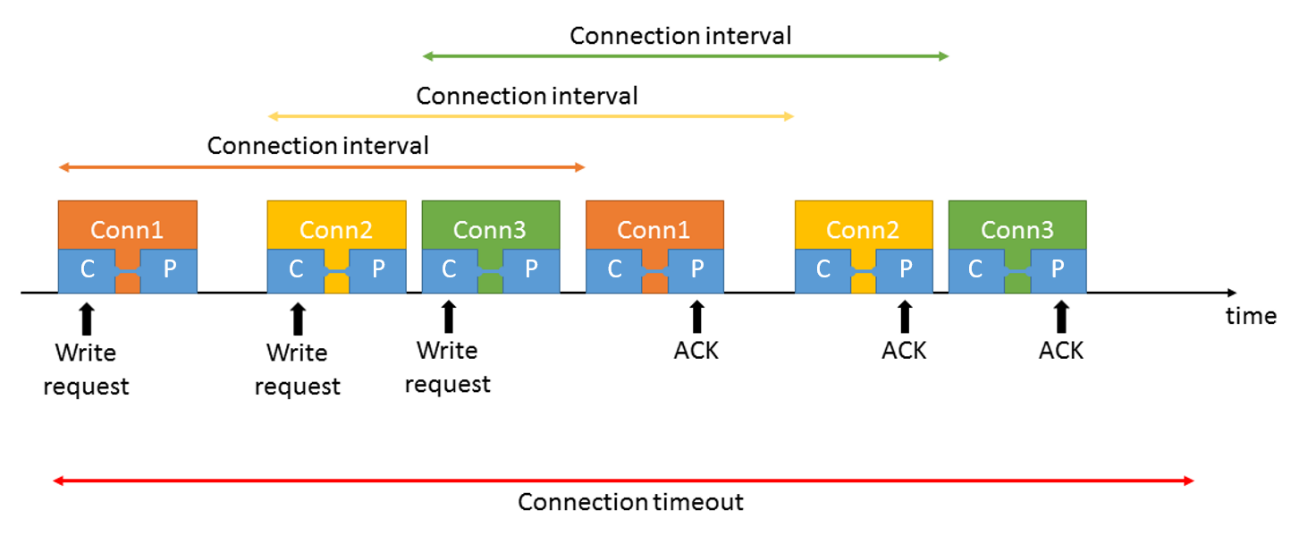 Connection interval
Connection interval
Connection interval
Conn1
Conn2
Conn3
Conn1
Conn2
Conn3
C P
C P
C P
C P
C P
C P
time
Write
request
Write
request
Write
request
ACK
ACK
ACK
Connection timeout